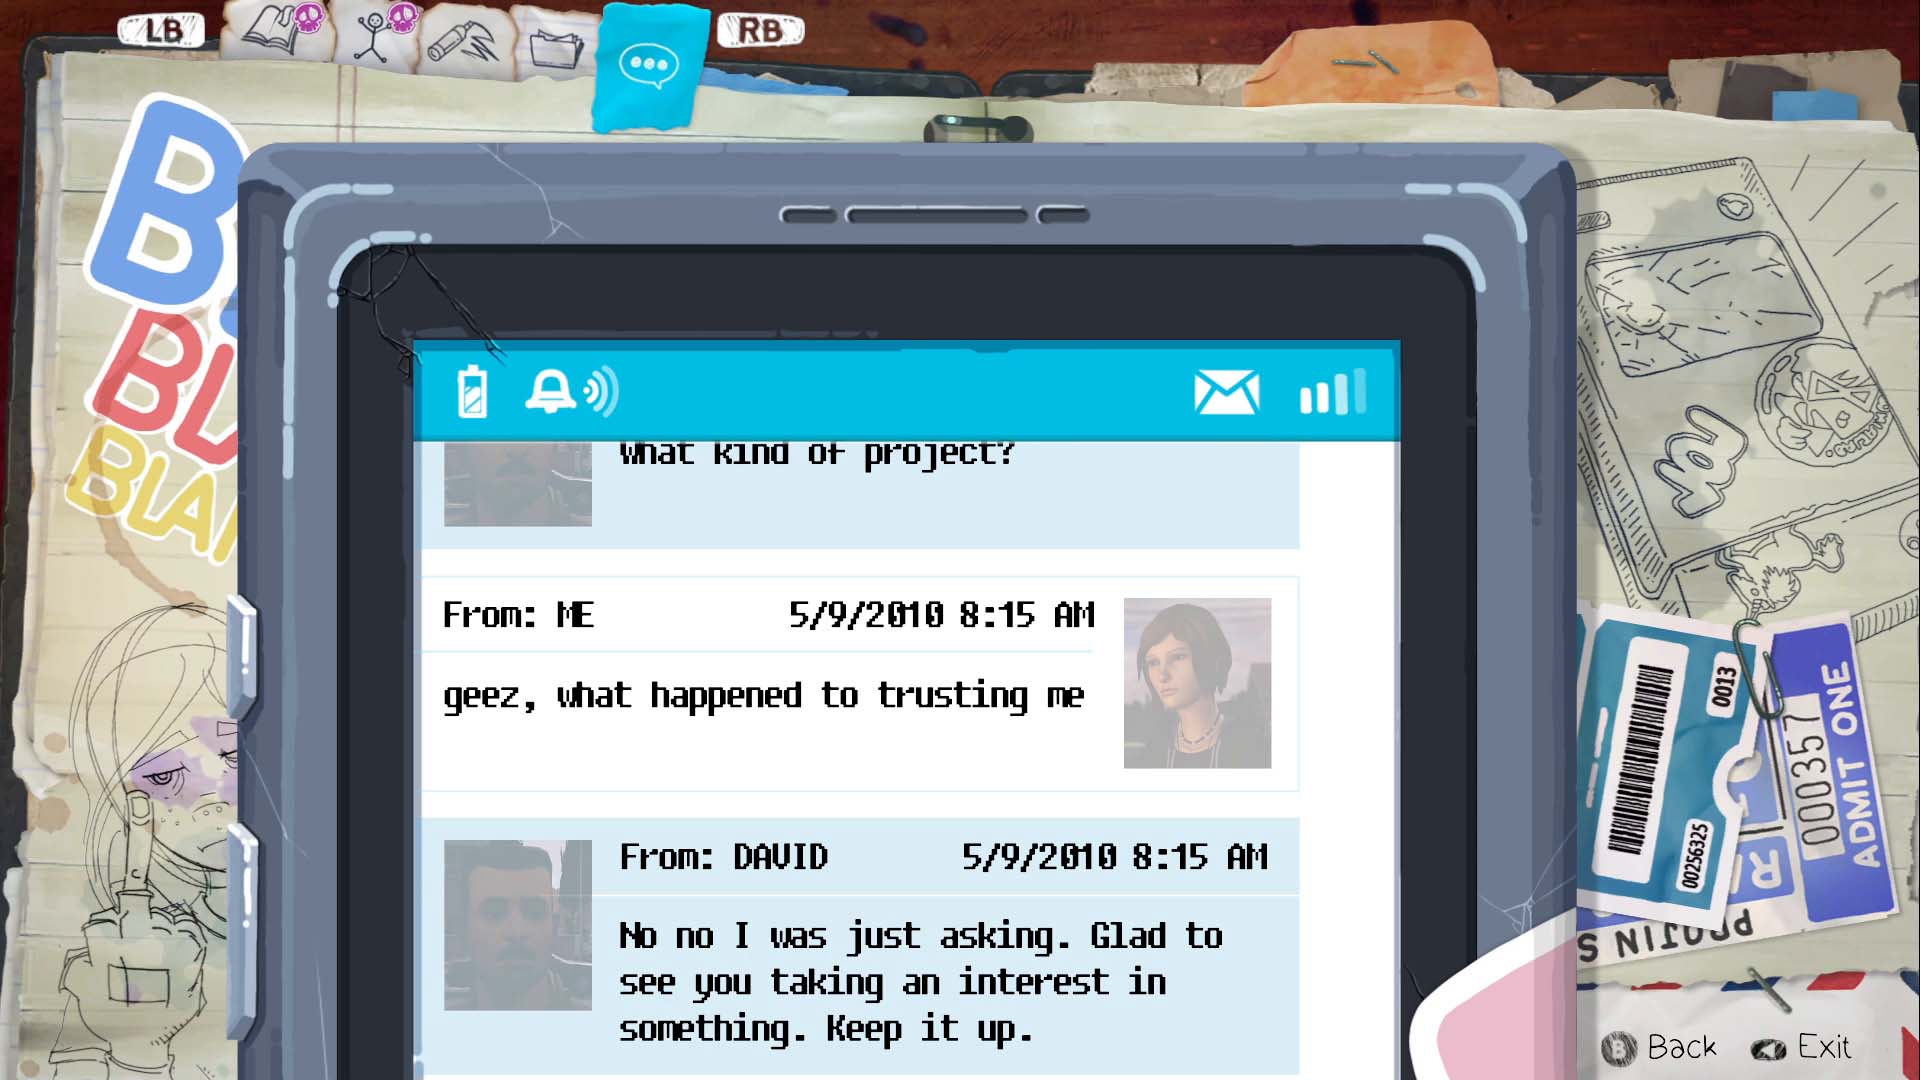 LB
RB
What kind of project?
From: ME 5/9/2010 8:15 AM
geez, what happened to trusting me
From: DAVID 5/9/2010 8:15 AM
No no I was just asking. Glad to
see you taking an interest in
something. Keep it up.
BL
BLA
0013
00256325
000357
ADMIT ONE
B Back
Exit